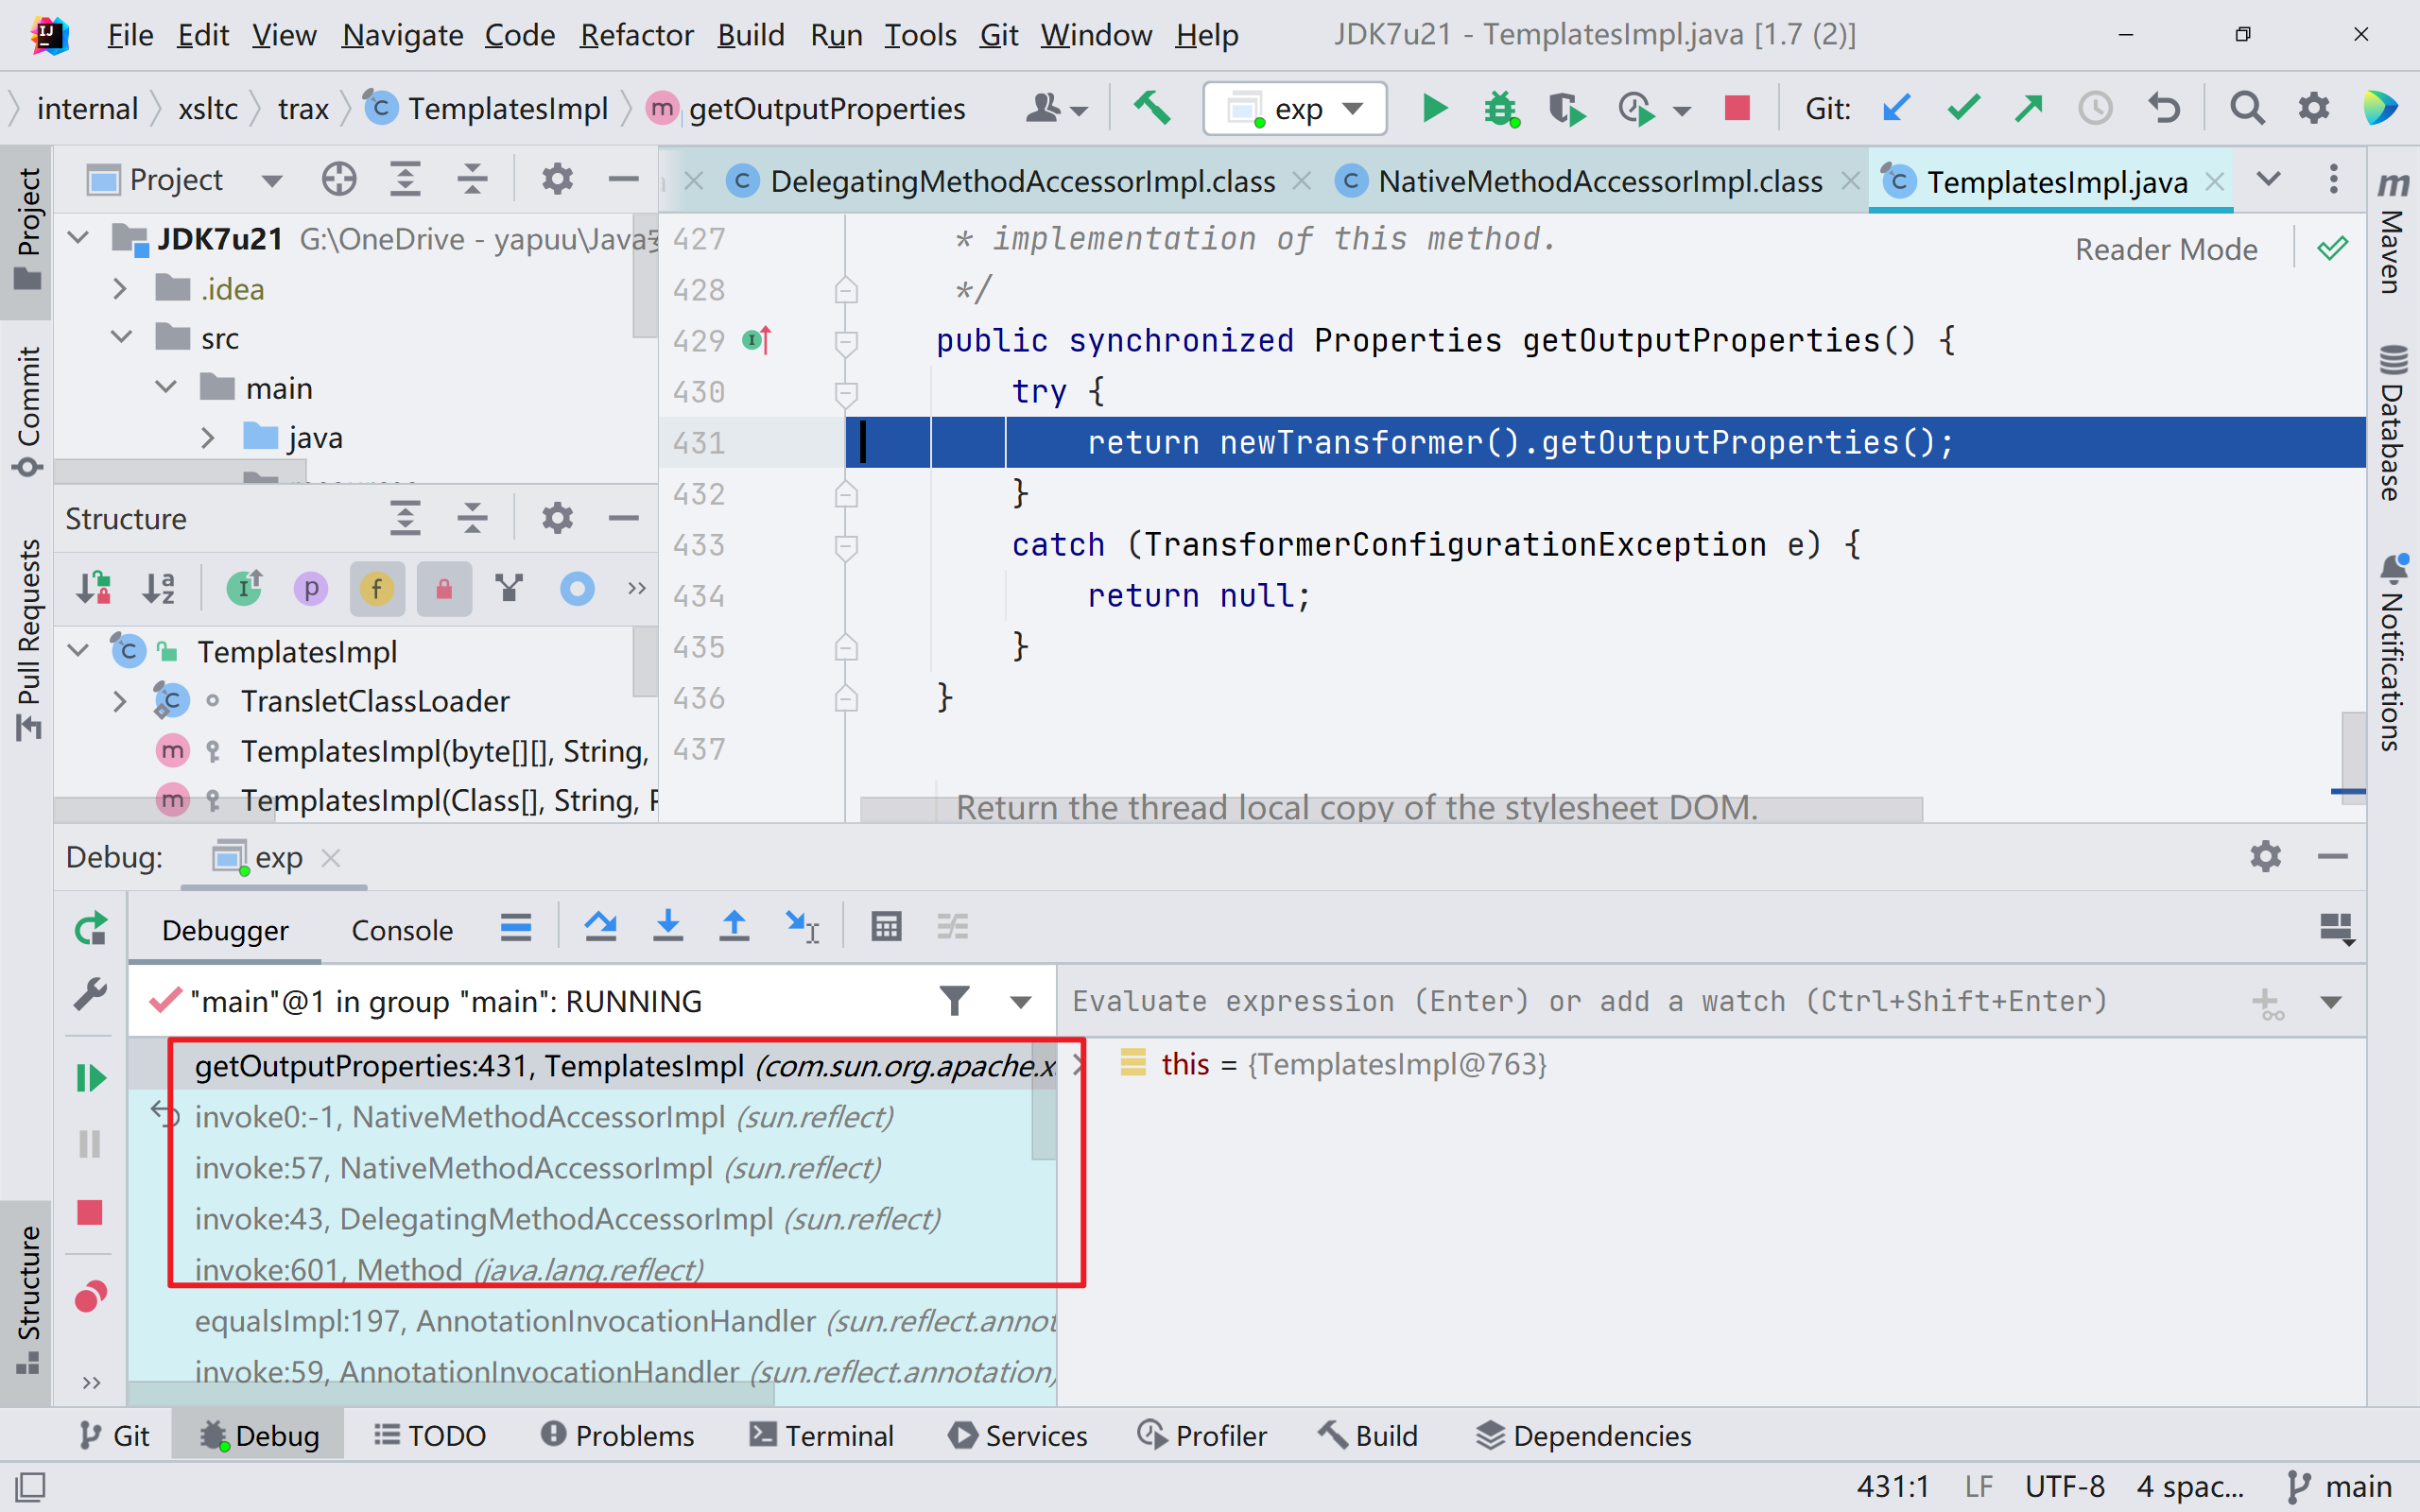 File Edit View Navigate Code Refactor Build Run Tools Git Window Help JDK7u21 - TemplatesImpl.java [1.7 (2)]
internal xsltc trax TemplatesImpl getOutputProperties exp Git:
Project
DelegatingMethodAccessorImpl.class NativeMethodAccessorImpl.class TemplatesImpl.java
JDK7u21 G:\OneDrive - yapuu\Java安
.idea
src
main
java
427 * implementation of this method.
Reader Mode
428 */
429 public synchronized Properties getOutputProperties() {
430 try {
431 return newTransformer().getOutputProperties();
432 }
433 catch (TransformerConfigurationException e) {
434 return null;
435 }
436 }
437
Return the thread local copy of the stylesheet DOM.
Structure
TemplatesImpl
TransletClassLoader
TemplatesImpl(byte[][], String,
TemplatesImpl(Class[], String, P
Project
Commit
Pull Requests
Structure
Maven
Database
Notifications
Debug: exp
Debugger Console
"main"@1 in group "main": RUNNING
Evaluate expression (Enter) or add a watch (Ctrl+Shift+Enter)
getOutputProperties:431, TemplatesImpl (com.sun.org.apache.x
this = {TemplatesImpl@763}
invoke0:-1, NativeMethodAccessorImpl (sun.reflect)
invoke:57, NativeMethodAccessorImpl (sun.reflect)
invoke:43, DelegatingMethodAccessorImpl (sun.reflect)
invoke:601, Method (java.lang.reflect)
equalsImpl:197, AnnotationInvocationHandler (sun.reflect.annot
invoke:59, AnnotationInvocationHandler (sun.reflect.annotation)
Git Debug TODO Problems Terminal Services Profiler Build Dependencies
431:1 LF UTF-8 4 spac... main